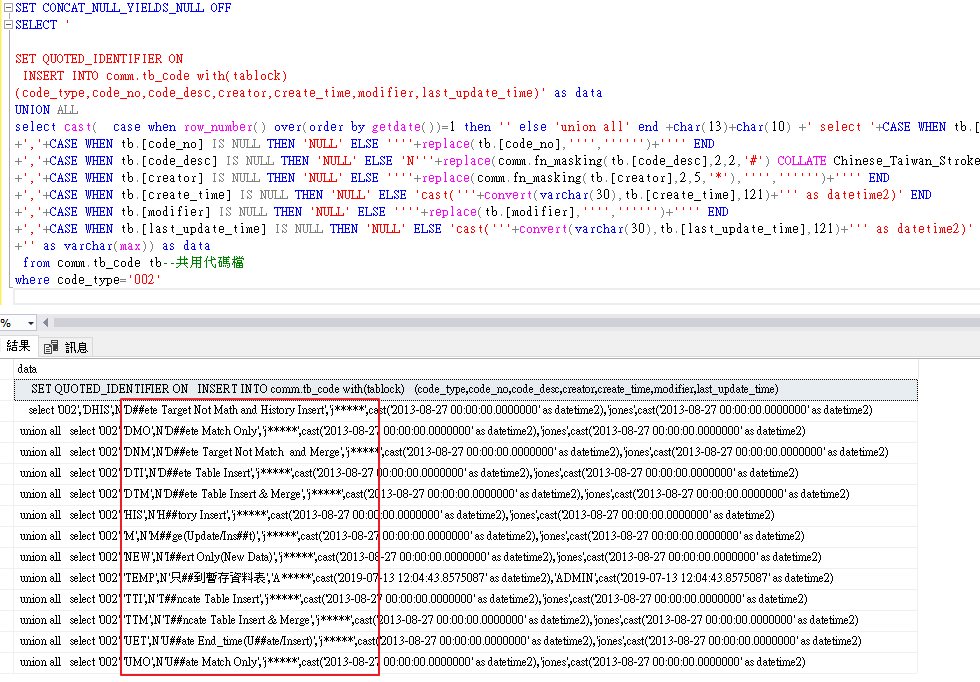 SET CONCAT_NULL_YIELDS_NULL OFF
SELECT '
SET QUOTED_IDENTIFIER ON
INSERT INTO comm.tb_code with(tablock)
(code_type,code_no,code_desc,creator,create_time,modifier,last_update_time)' as data
UNION ALL
select cast(  case when row_number() over(order by getdate())=1 then '' else 'union all' end +char(13)+char(10) +' select '+CASE WHEN tb.[
+','+CASE WHEN tb.[code_no] IS NULL THEN 'NULL' ELSE ''''+replace(tb.[code_no],'''','''''')+'''' END
+','+CASE WHEN tb.[code_desc] IS NULL THEN 'NULL' ELSE 'N'''+replace(comm.fn_masking(tb.[code_desc],2,2,'#') COLLATE Chinese_Taiwan_Stroke
+','+CASE WHEN tb.[creator] IS NULL THEN 'NULL' ELSE ''''+replace(comm.fn_masking(tb.[creator],2,5,'*'),'''','''''')+'''' END
+','+CASE WHEN tb.[create_time] IS NULL THEN 'NULL' ELSE 'cast('''+convert(varchar(30),tb.[create_time],121)+''' as datetime2)' END
+','+CASE WHEN tb.[modifier] IS NULL THEN 'NULL' ELSE ''''+replace(tb.[modifier],'''','''''')+'''' END
+','+CASE WHEN tb.[last_update_time] IS NULL THEN 'NULL' ELSE 'cast('''+convert(varchar(30),tb.[last_update_time],121)+''' as datetime2)'
+'' as varchar(max)) as data
from comm.tb_code tb--共用代碼檔
where code_type='002'
%
結果 訊息
data
SET QUOTED_IDENTIFIER ON   INSERT INTO comm.tb_code with(tablock)   (code_type,code_no,code_desc,creator,create_time,modifier,last_update_time)
select '002','DHIS',N'D##ete Target Not Math and History Insert','j*****',cast('2013-08-27 00:00:00.0000000' as datetime2),'jones',cast('2013-08-27 00:00:00.0000000' as datetime2)
union all   select '002','DMO',N'D##ete Match Only','j*****',cast('2013-08-27 00:00:00.0000000' as datetime2),'jones',cast('2013-08-27 00:00:00.0000000' as datetime2)
union all   select '002','DNM',N'D##ete Target Not Match  and Merge','j*****',cast('2013-08-27 00:00:00.0000000' as datetime2),'jones',cast('2013-08-27 00:00:00.0000000' as datetime2)
union all   select '002','DTI',N'D##ete Table Insert','j*****',cast('2013-08-27 00:00:00.0000000' as datetime2),'jones',cast('2013-08-27 00:00:00.0000000' as datetime2)
union all   select '002','DTM',N'D##ete Table Insert & Merge','j*****',cast('2013-08-27 00:00:00.0000000' as datetime2),'jones',cast('2013-08-27 00:00:00.0000000' as datetime2)
union all   select '002','HIS',N'H##tory Insert','j*****',cast('2013-08-27 00:00:00.0000000' as datetime2),'jones',cast('2013-08-27 00:00:00.0000000' as datetime2)
union all   select '002','M',N'M##ge(Update/Ins##t)','j*****',cast('2013-08-27 00:00:00.0000000' as datetime2),'jones',cast('2013-08-27 00:00:00.0000000' as datetime2)
union all   select '002','NEW',N'I##ert Only(New Data)','j*****',cast('2013-08-27 00:00:00.0000000' as datetime2),'jones',cast('2013-08-27 00:00:00.0000000' as datetime2)
union all   select '002','TEMP',N'只##到暫存資料表','A*****',cast('2019-07-13 12:04:43.8575087' as datetime2),'ADMIN',cast('2019-07-13 12:04:43.8575087' as datetime2)
union all   select '002','TTI',N'T##ncate Table Insert','j*****',cast('2013-08-27 00:00:00.0000000' as datetime2),'jones',cast('2013-08-27 00:00:00.0000000' as datetime2)
union all   select '002','TTM',N'T##ncate Table Insert & Merge','j*****',cast('2013-08-27 00:00:00.0000000' as datetime2),'jones',cast('2013-08-27 00:00:00.0000000' as datetime2)
union all   select '002','UET',N'U##ate End_time(U##ate/Insert)','j*****',cast('2013-08-27 00:00:00.0000000' as datetime2),'jones',cast('2013-08-27 00:00:00.0000000' as datetime2)
union all   select '002','UMO',N'U##ate Match Only','j*****',cast('2013-08-27 00:00:00.0000000' as datetime2),'jones',cast('2013-08-27 00:00:00.0000000' as datetime2)